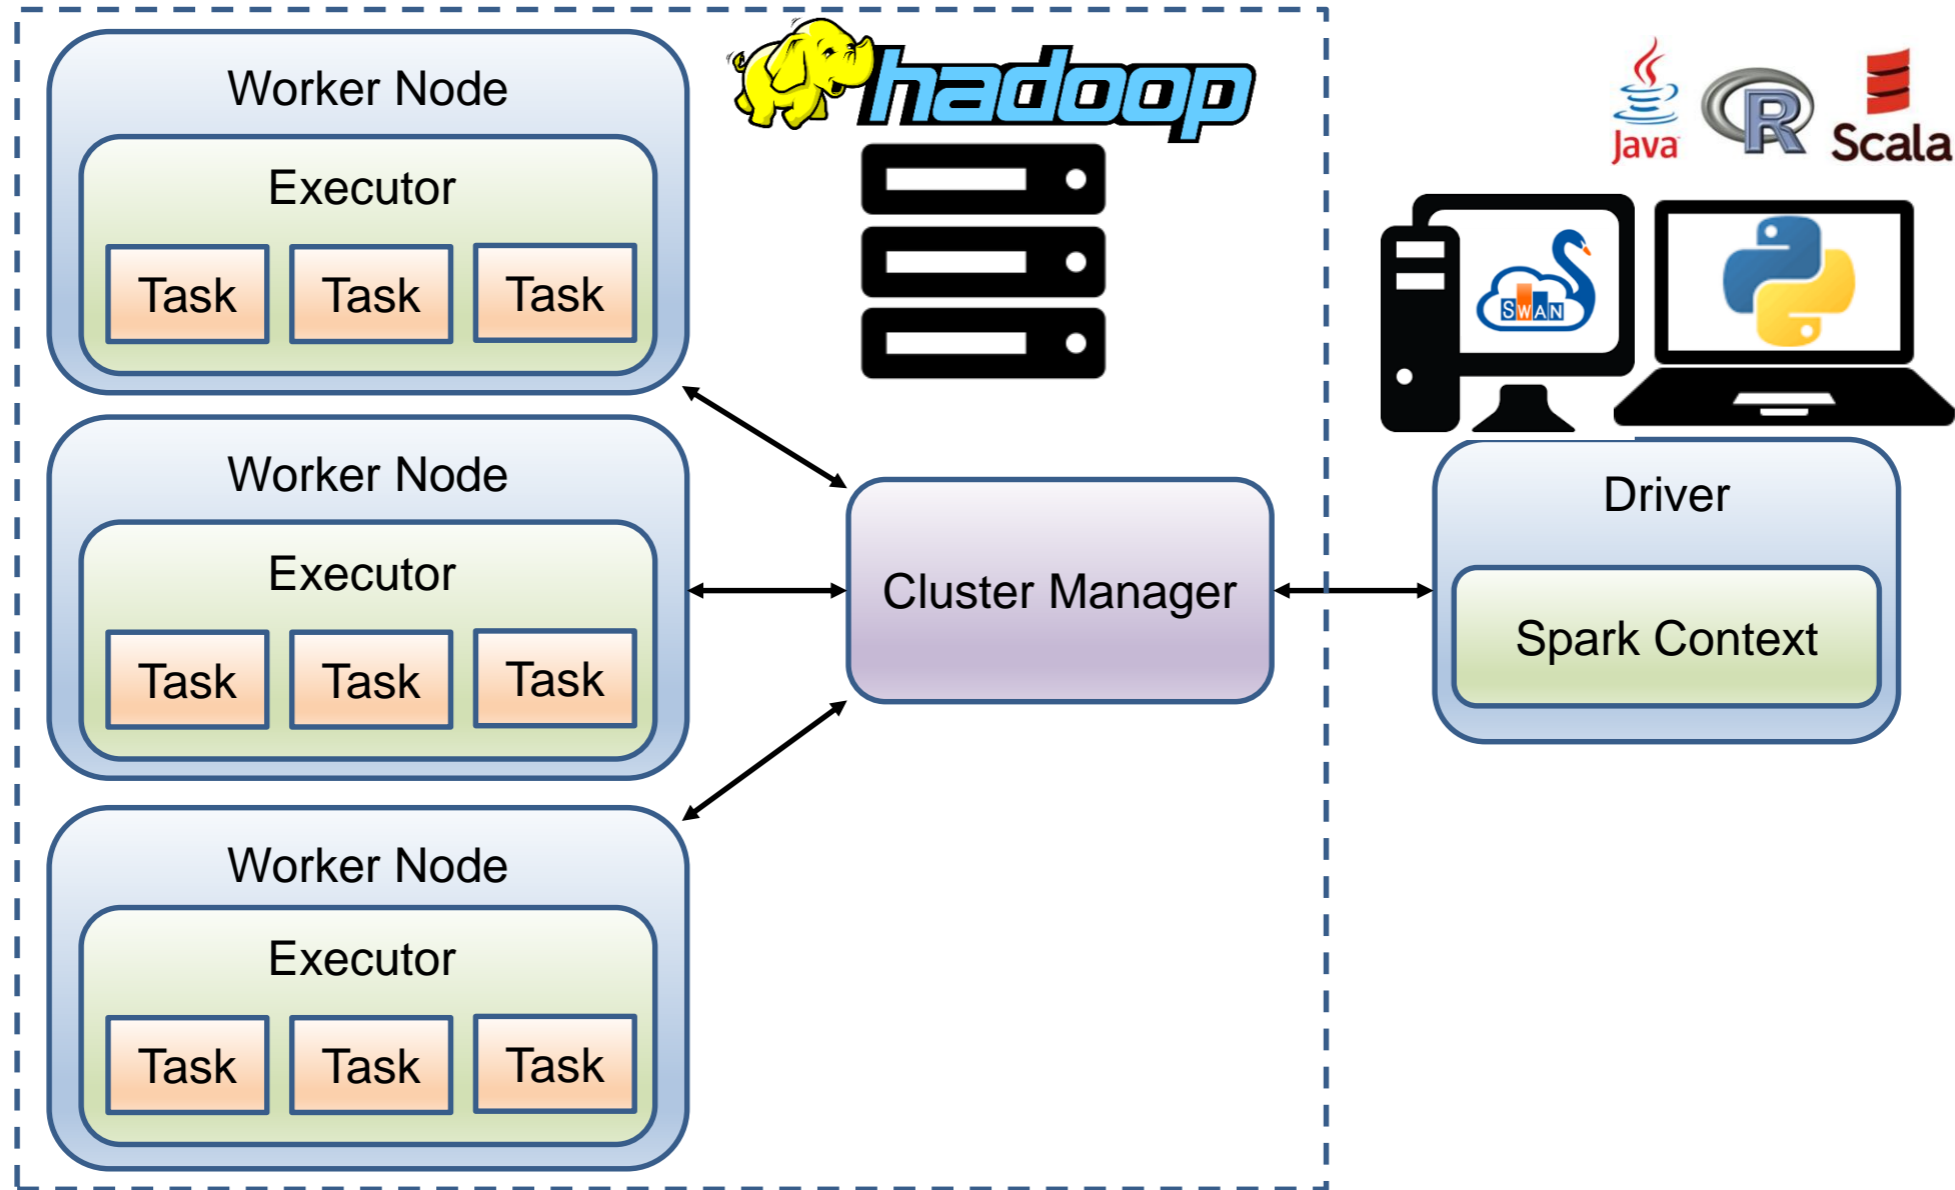 Worker Node
Executor
Task Task Task
Worker Node
Executor
Task Task Task
Worker Node
Executor
Task Task Task
hadoop
Cluster Manager
Java
R
Scala
SWAN
Driver
Spark Context